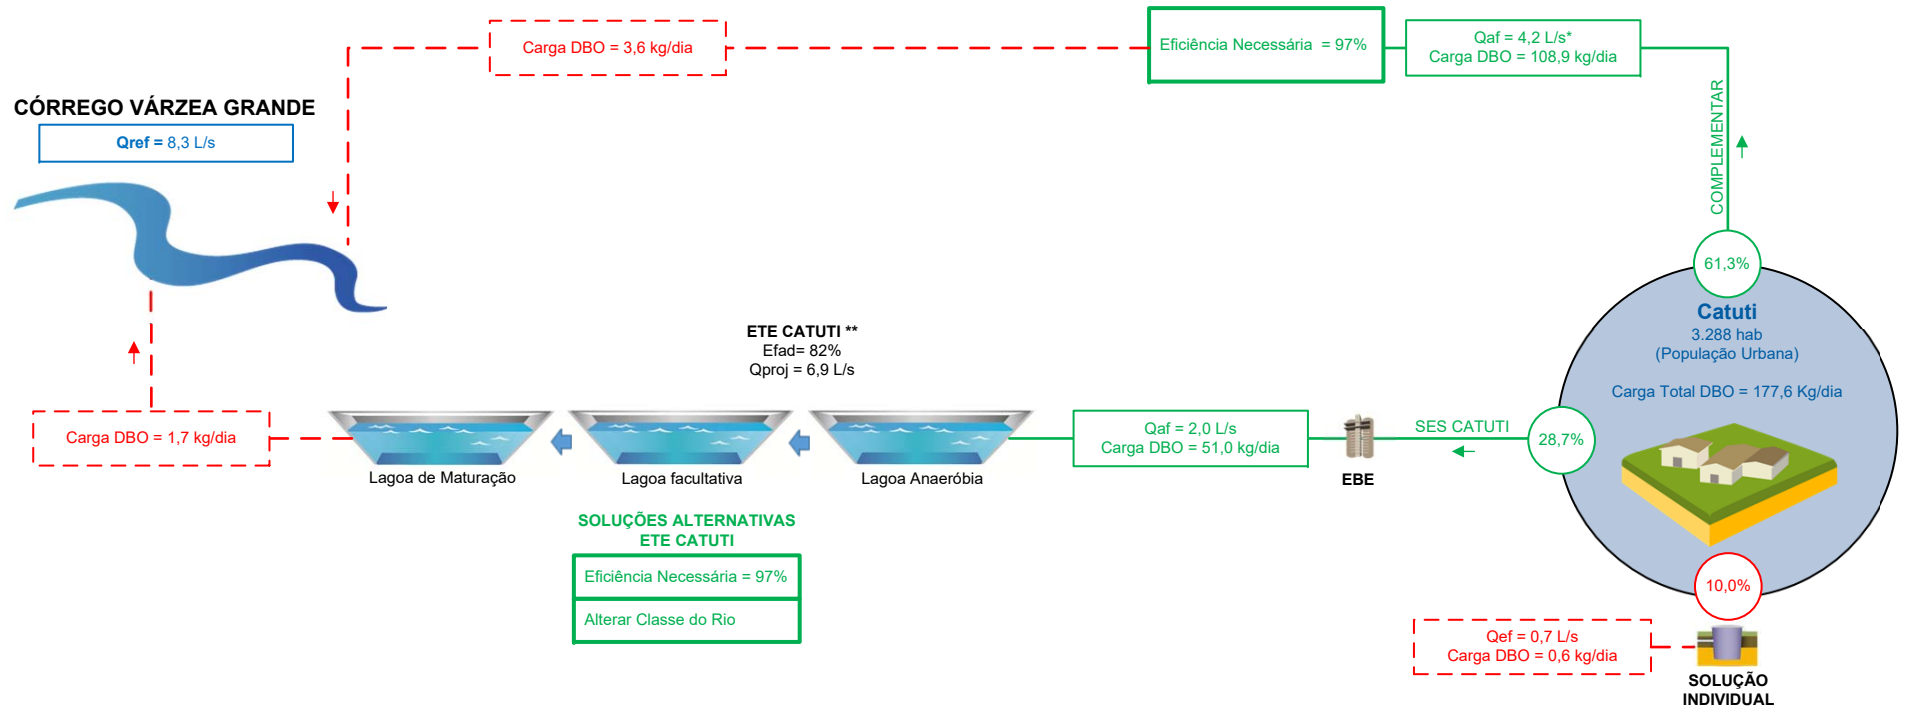 Carga DBO = 3,6 kg/dia
Eficiência Necessária = 97%
Qaf = 4,2 L/s*
Carga DBO = 108,9 kg/dia
CÓRREGO VÁRZEA GRANDE
Qref = 8,3 L/s
COMPLEMENTAR
61,3%
Catuti
3.288 hab
(População Urbana)
Carga Total DBO = 177,6 Kg/dia
ETE CATUTI **
Efad= 82%
Qproj = 6,9 L/s
Carga DBO = 1,7 kg/dia
Lagoa de Maturação
Lagoa facultativa
Lagoa Anaeróbia
Qaf = 2,0 L/s
Carga DBO = 51,0 kg/dia
EBE
SES CATUTI
28,7%
SOLUÇÕES ALTERNATIVAS
ETE CATUTI
Eficiência Necessária = 97%
Alterar Classe do Rio
10,0%
Qef = 0,7 L/s
Carga DBO = 0,6 kg/dia
SOLUÇÃO
INDIVIDUAL